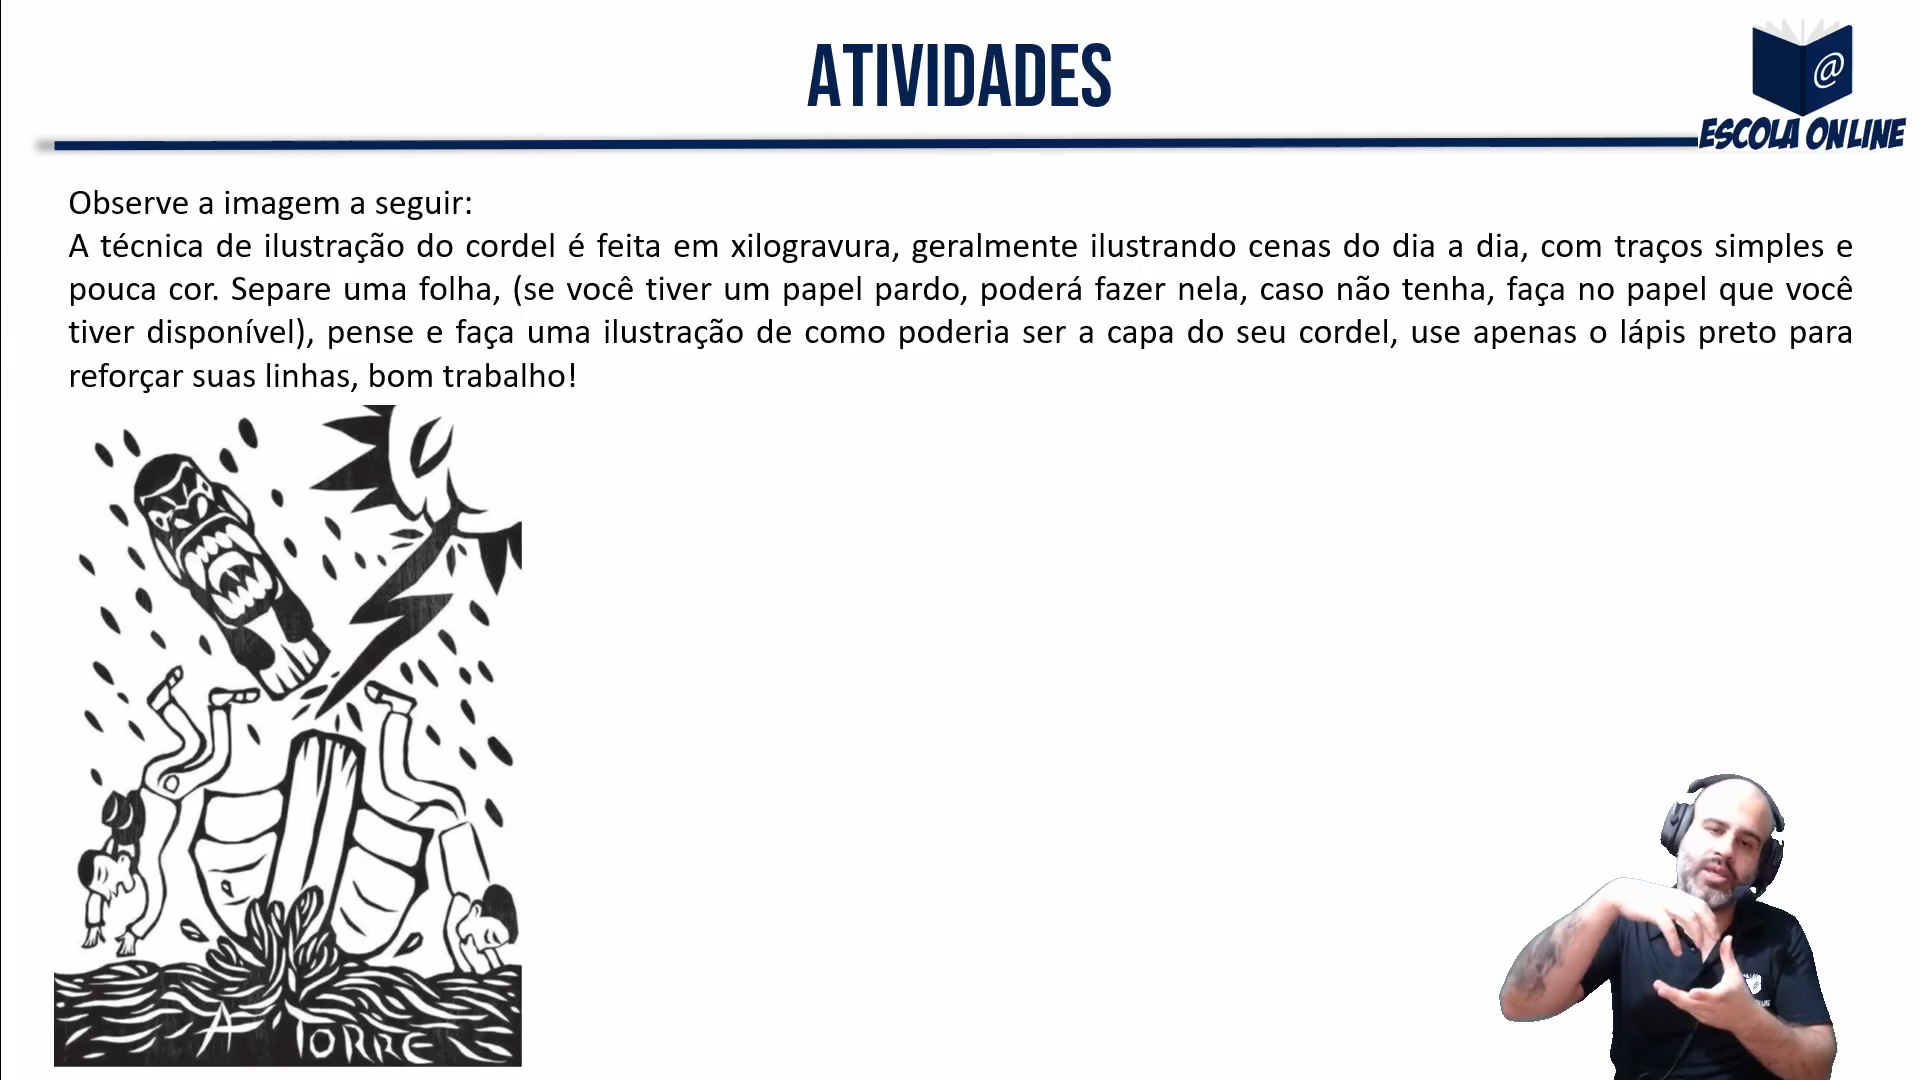 ATIVIDADES
@
ESCOLA ONLINE
Observe a imagem a seguir:
A técnica de ilustração do cordel é feita em xilogravura, geralmente ilustrando cenas do dia a dia, com traços simples e
pouca cor. Separe uma folha, (se você tiver um papel pardo, poderá fazer nela, caso não tenha, faça no papel que você
tiver disponível), pense e faça uma ilustração de como poderia ser a capa do seu cordel, use apenas o lápis preto para
reforçar suas linhas, bom trabalho!
A TORRE